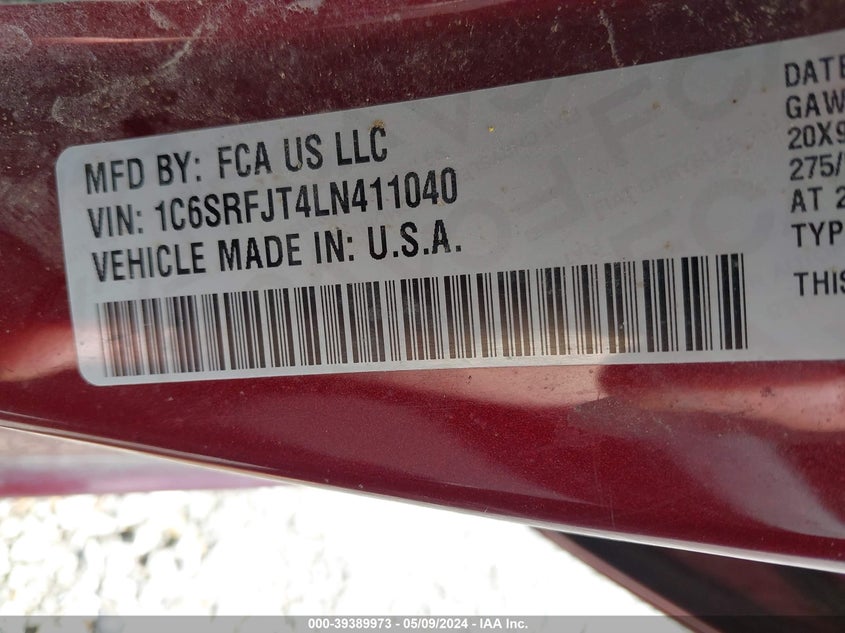 MFD BY: FCA US LLC
VIN: 1C6SRFJT4LN411040
VEHICLE MADE IN: U.S.A.
DATE
GAW
20X9
275/
AT 2
TYP
THIS
000-39389973 / 05/09/2024 - IAA Inc.